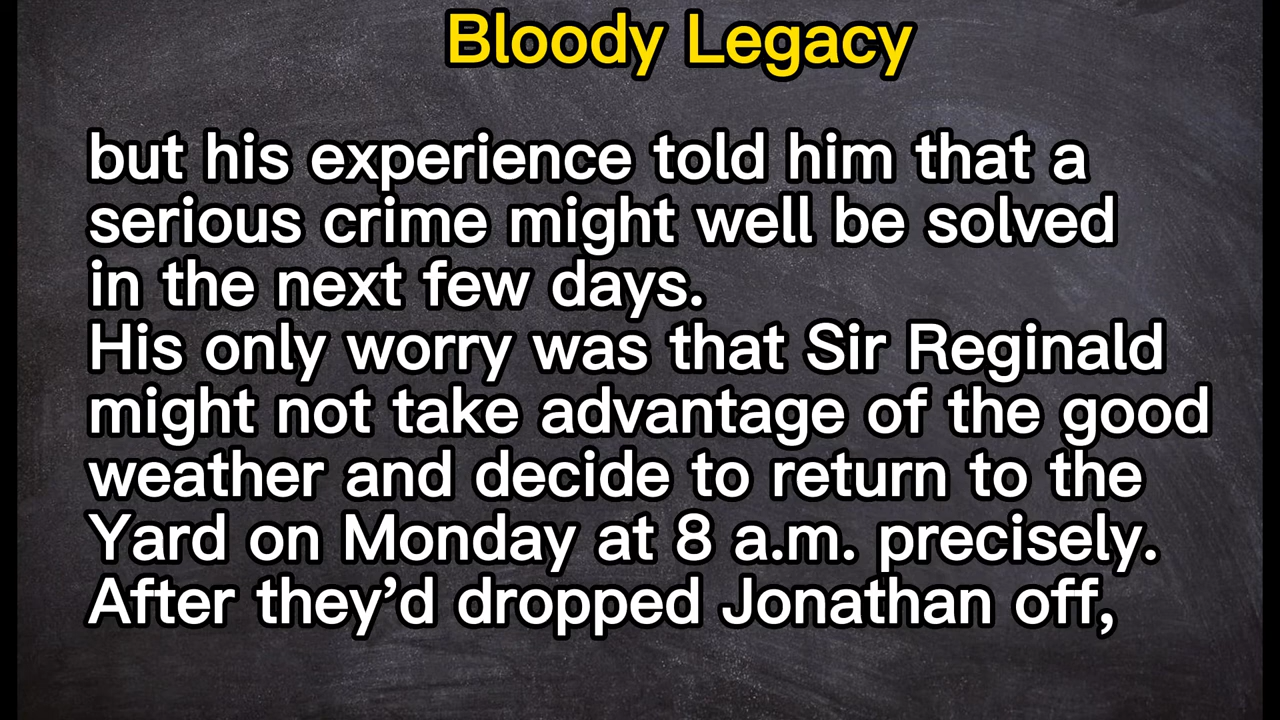 Bloody Legacy
but his experience told him that a
serious crime might well be solved
in the next few days.
His only worry was that Sir Reginald
might not take advantage of the good
weather and decide to return to the
Yard on Monday at 8 a.m. precisely.
After they’d dropped Jonathan off,